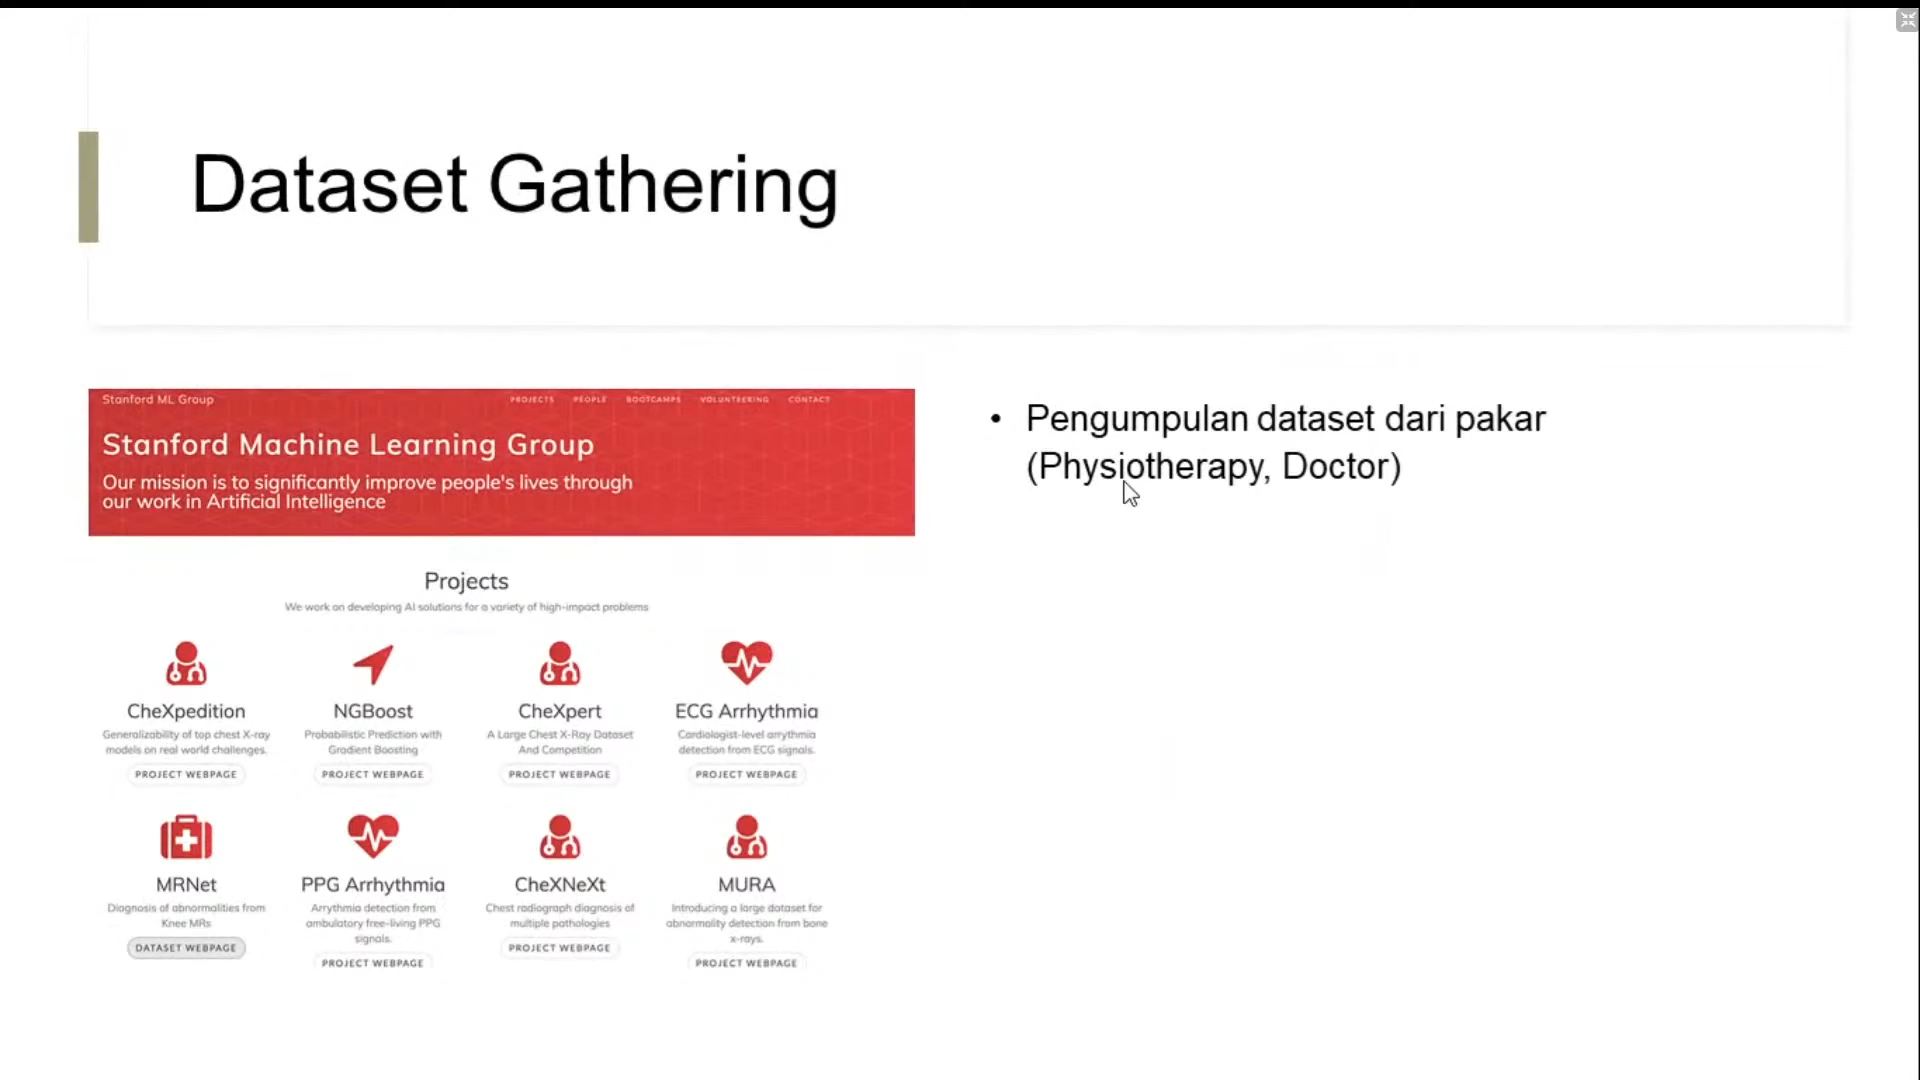 Dataset Gathering
Stanford ML Group
PROJECTS PEOPLE BOOTCAMPS VOLUNTEERING CONTACT
Stanford Machine Learning Group
Our mission is to significantly improve people's lives through
our work in Artificial Intelligence
• Pengumpulan dataset dari pakar
(Physiotherapy, Doctor)
Projects
We work on developing AI solutions for a variety of high-impact problems
CheXpedition
Generalizability of top chest X-ray
models on real world challenges.
PROJECT WEBPAGE
NGBoost
Probabilistic Prediction with
Gradient Boosting
PROJECT WEBPAGE
CheXpert
A Large Chest X-Ray Dataset
And Competition
PROJECT WEBPAGE
ECG Arrhythmia
Cardiologist-level arrythmia
detection from ECG signals.
PROJECT WEBPAGE
MRNet
Diagnosis of abnormalities from
Knee MRs
DATASET WEBPAGE
PPG Arrhythmia
Arrythmia detection from
ambulatory free-living PPG
signals.
PROJECT WEBPAGE
CheXNeXt
Chest radiograph diagnosis of
multiple pathologies
PROJECT WEBPAGE
MURA
Introducing a large dataset for
abnormality detection from bone
x-rays.
PROJECT WEBPAGE